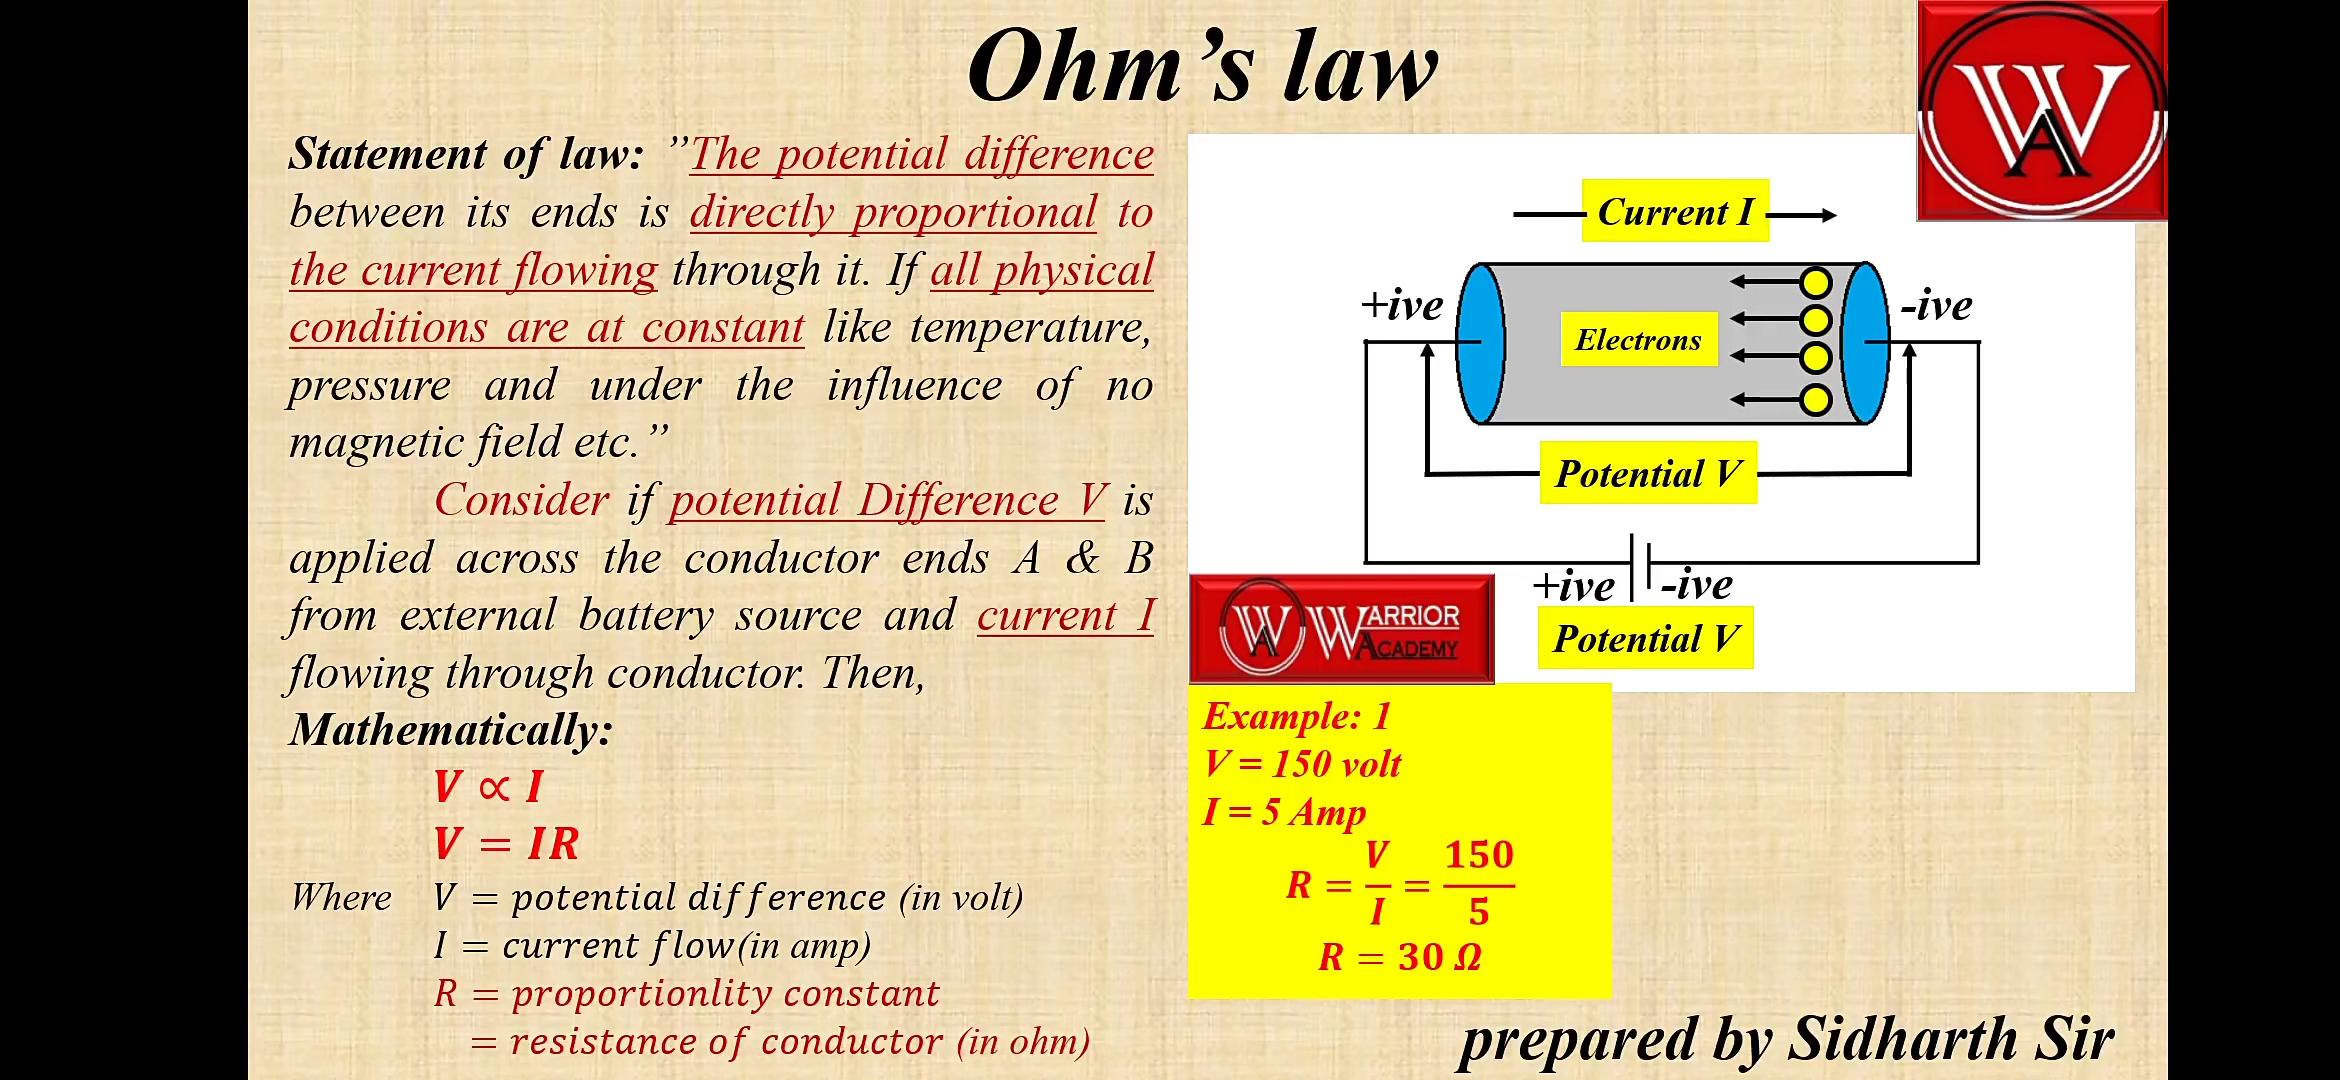 Ohm’s law
Statement of law: ”The potential difference
between its ends is directly proportional to
the current flowing through it. If all physical
conditions are at constant like temperature,
pressure and under the influence of no
magnetic field etc.”
Consider if potential Difference V is
applied across the conductor ends A & B
from external battery source and current I
flowing through conductor. Then,
Mathematically:
V ∝ I
V = IR
Where V = potential difference (in volt)
I = current flow(in amp)
R = proportionlity constant
= resistance of conductor (in ohm)
WA
Current I
+ive
-ive
Electrons
Potential V
+ive
-ive
Potential V
WA WARRIOR
ACADEMY
Example: 1
V = 150 volt
I = 5 Amp
R = V/I = 150/5
R = 30 Ω
prepared by Sidharth Sir